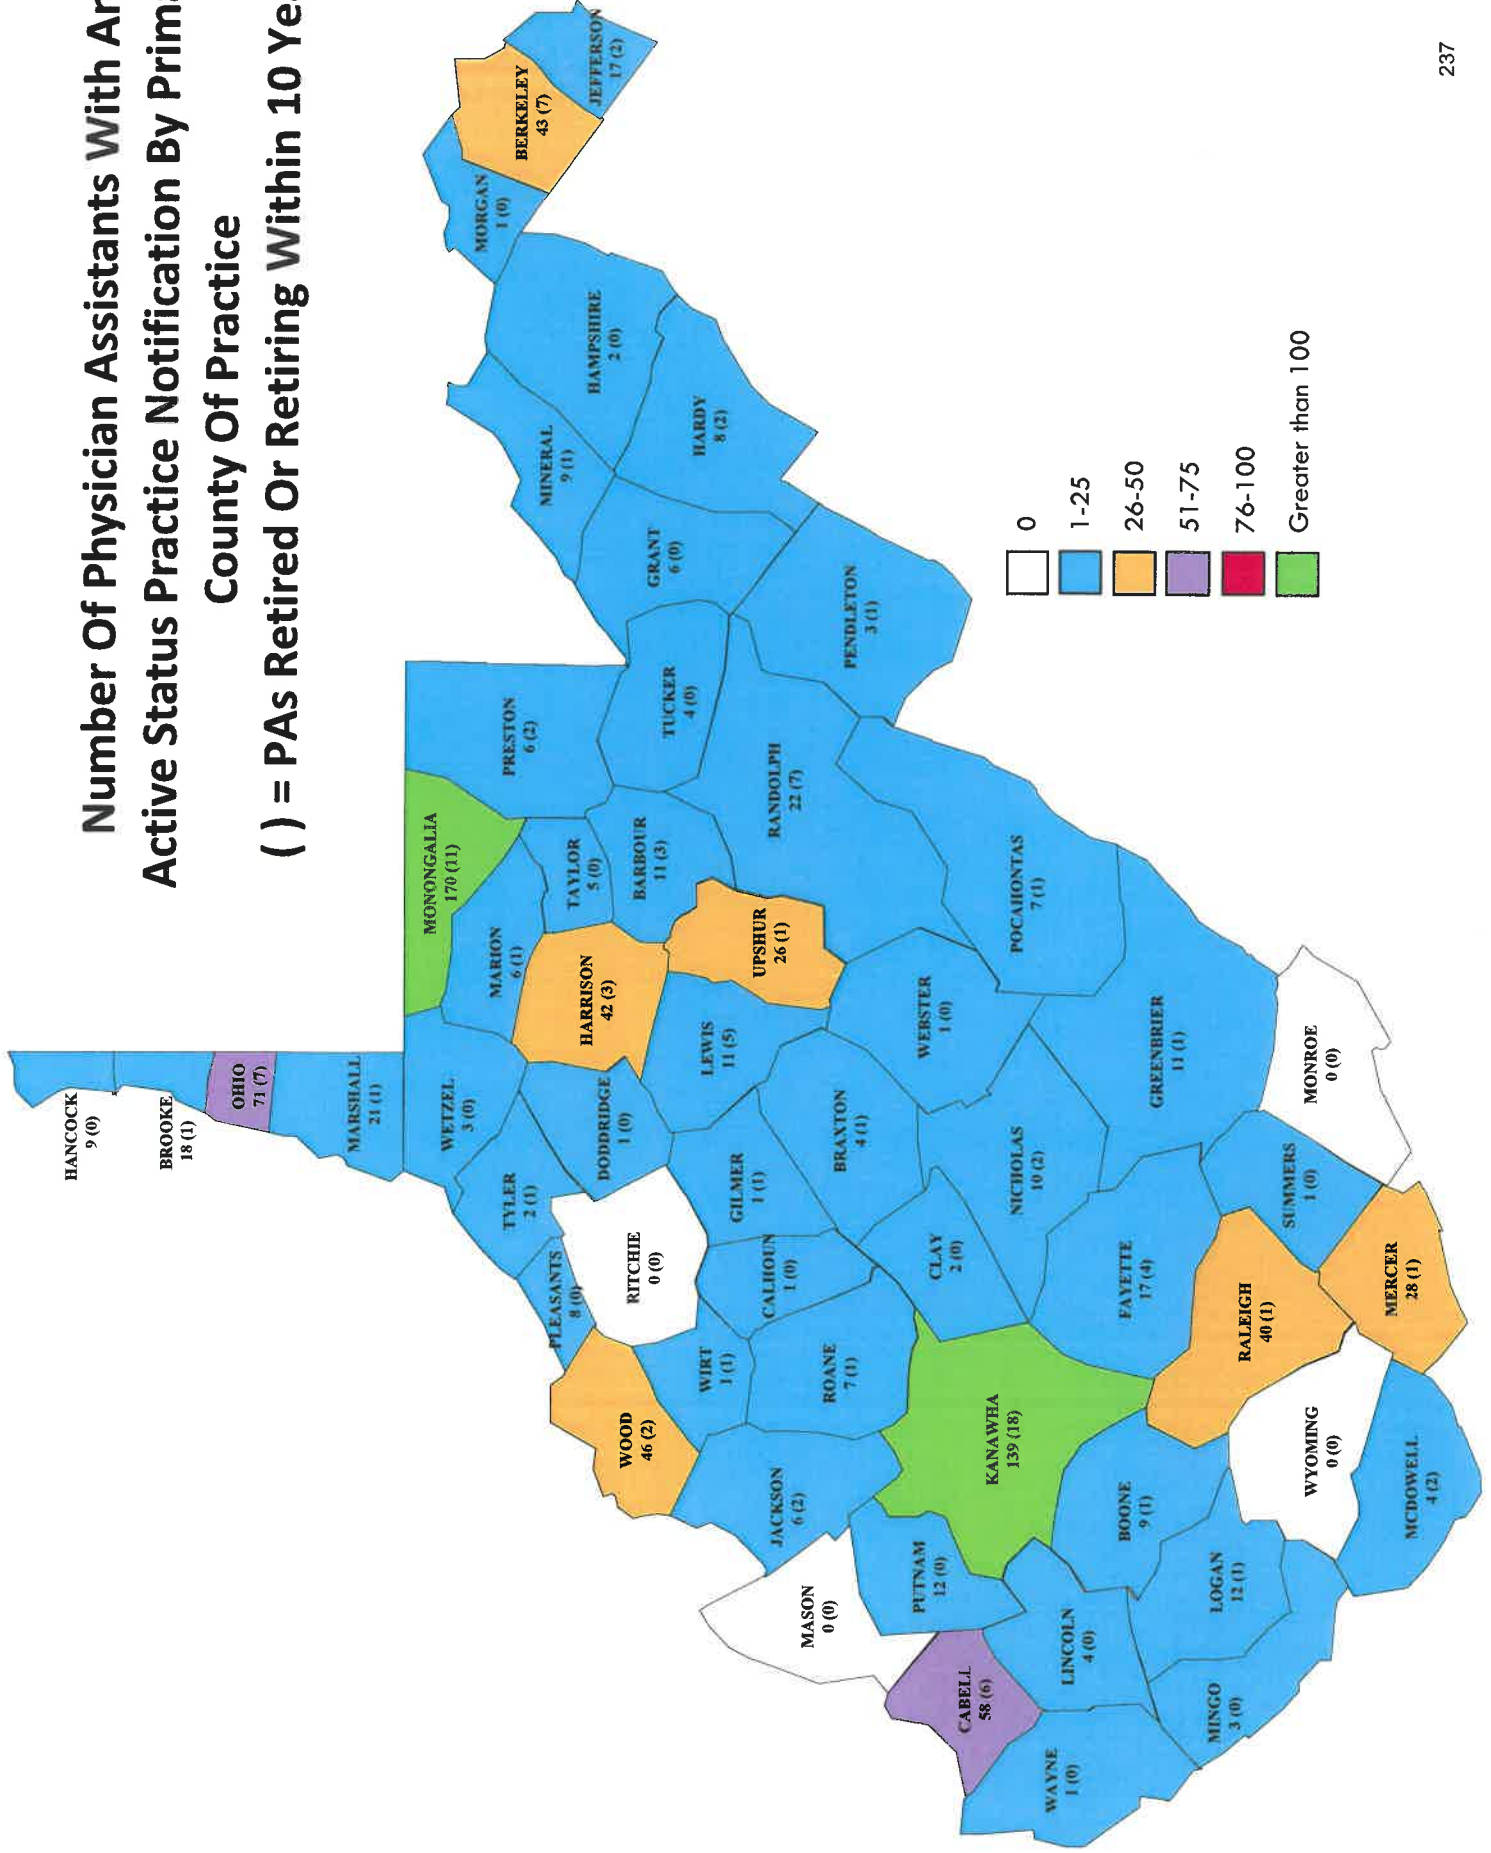 Number Of Physician Assistants With
Active Status Practice Notification By
County Of Practice
( ) = PAs Retired Or Retiring Within 10
HANCOCK
9 (0)
BROOKE
18 (1)
OHIO
71 (7)
MARSHALL
21 (1)
WETZEL
3 (0)
TYLER
2 (1)
PLEASANTS
8 (0)
DODDRIDGE
1 (0)
RITCHIE
0 (0)
WOOD
46 (2)
WIRT
1 (1)
MONONGALIA
170 (11)
MARION
6 (1)
HARRISON
42 (3)
TAYLOR
5 (0)
PRESTON
6 (2)
BARBOUR
11 (3)
TUCKER
4 (0)
GRANT
6 (0)
MINERAL
9 (1)
HAMPSHIRE
2 (0)
MORGAN
1 (0)
BERKELEY
43 (7)
JEFFERSON
17 (2)
HARDY
8 (2)
PENDLETON
3 (1)
RANDOLPH
22 (7)
UPSHUR
26 (1)
LEWIS
11 (5)
GILMER
1 (1)
CALHOUN
1 (0)
ROANE
7 (1)
JACKSON
6 (2)
MASON
0 (0)
PUTNAM
12 (0)
KANAWHA
139 (18)
CLAY
2 (0)
BRAXTON
4 (1)
WEBSTER
1 (0)
POCAHONTAS
7 (1)
NICHOLAS
10 (2)
GREENBRIER
11 (1)
FAYETTE
17 (4)
CABELL
58 (6)
WAYNE
1 (0)
LINCOLN
4 (0)
BOONE
9 (1)
LOGAN
12 (1)
MINGO
3 (0)
RALEIGH
40 (1)
SUMMERS
1 (0)
MONROE
0 (0)
MERCER
28 (1)
WYOMING
0 (0)
MCDOWELL
4 (2)
0
1-25
26-50
51-75
76-100
Greater than 100
237